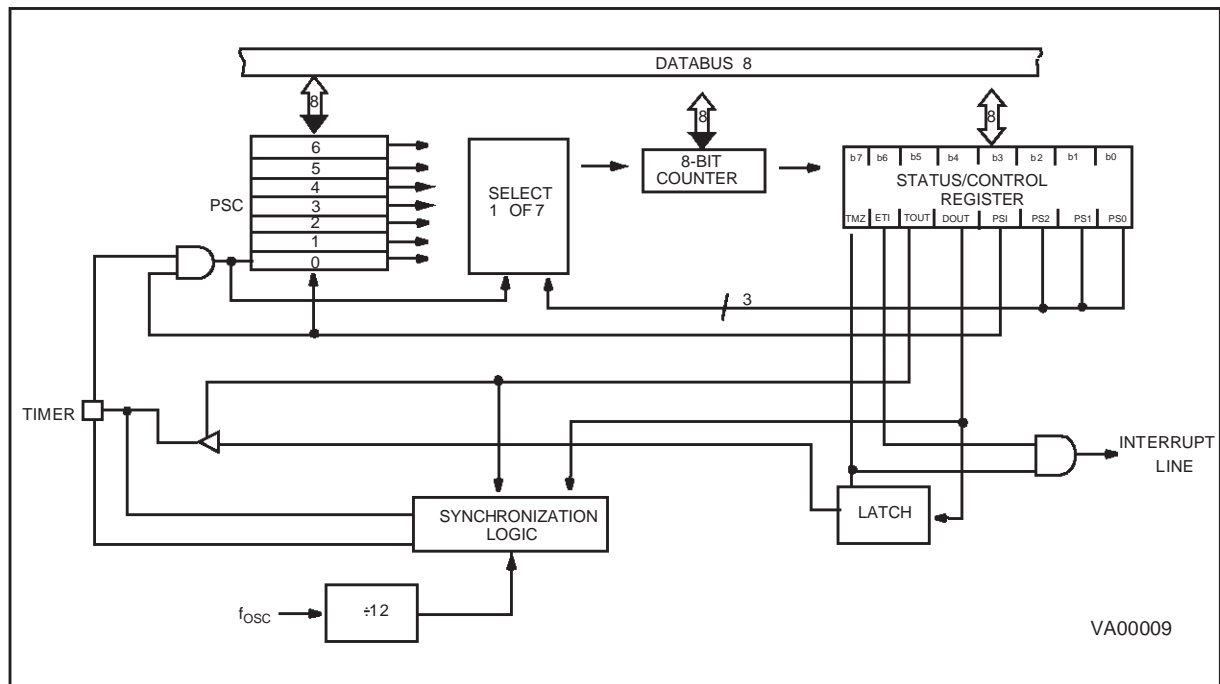 DATABUS 8
8
8
8
6
5
4
3
2
1
0
PSC
SELECT
1 OF 7
8-BIT
COUNTER
b7 b6 b5 b4 b3 b2 b1 b0
STATUS/CONTROL
REGISTER
TMZ ETI TOUT DOUT PSI PS2 PS1 PS0
3
TIMER
INTERRUPT
LINE
LATCH
SYNCHRONIZATION
LOGIC
fOSC
÷12
VA00009